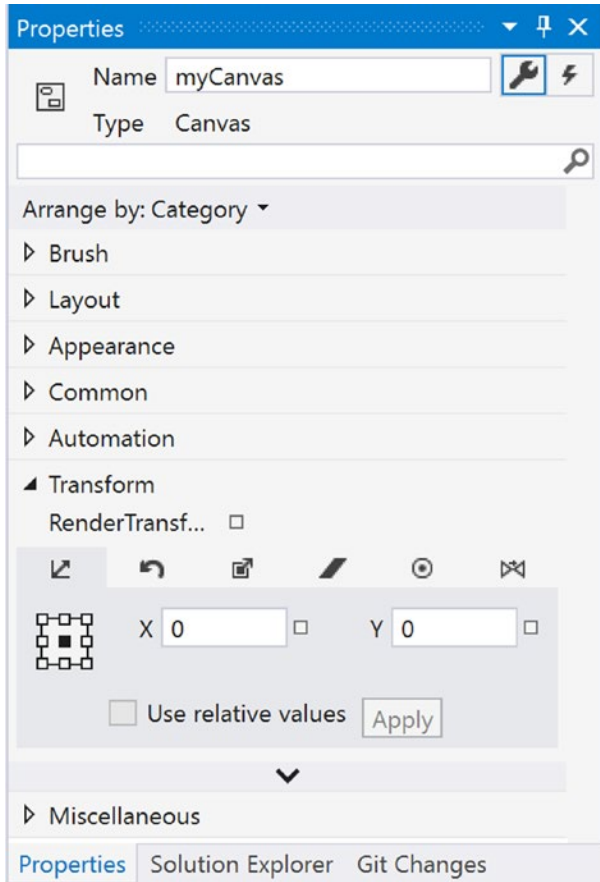 Properties
Name myCanvas
Type Canvas
Arrange by: Category
Brush
Layout
Appearance
Common
Automation
Transform
RenderTransf...
X 0 Y 0
Use relative values Apply
Miscellaneous
Properties Solution Explorer Git Changes